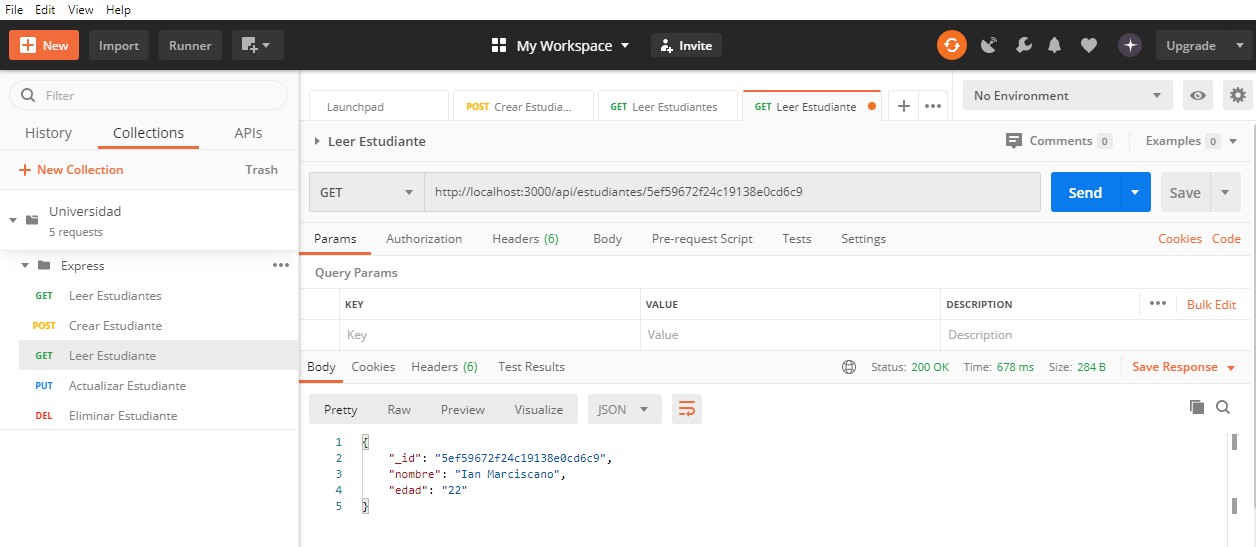 File Edit View Help
New Import Runner My Workspace Invite Upgrade
Filter
History Collections APIs
New Collection Trash
Universidad
5 requests
Express
GET Leer Estudiantes
POST Crear Estudiante
GET Leer Estudiante
PUT Actualizar Estudiante
DEL Eliminar Estudiante
Launchpad POST Crear Estudia... GET Leer Estudiantes GET Leer Estudiante No Environment
Leer Estudiante Comments 0 Examples 0
GET http://localhost:3000/api/estudiantes/5ef59672f24c19138e0cd6c9 Send Save
Params Authorization Headers (6) Body Pre-request Script Tests Settings Cookies Code
Query Params
KEY VALUE DESCRIPTION Bulk Edit
Key Value Description
Body Cookies Headers (6) Test Results Status: 200 OK Time: 678 ms Size: 284 B Save Response
Pretty Raw Preview Visualize JSON
1 {
2 "_id": "5ef59672f24c19138e0cd6c9",
3 "nombre": "Ian Marciscano",
4 "edad": "22"
5 }